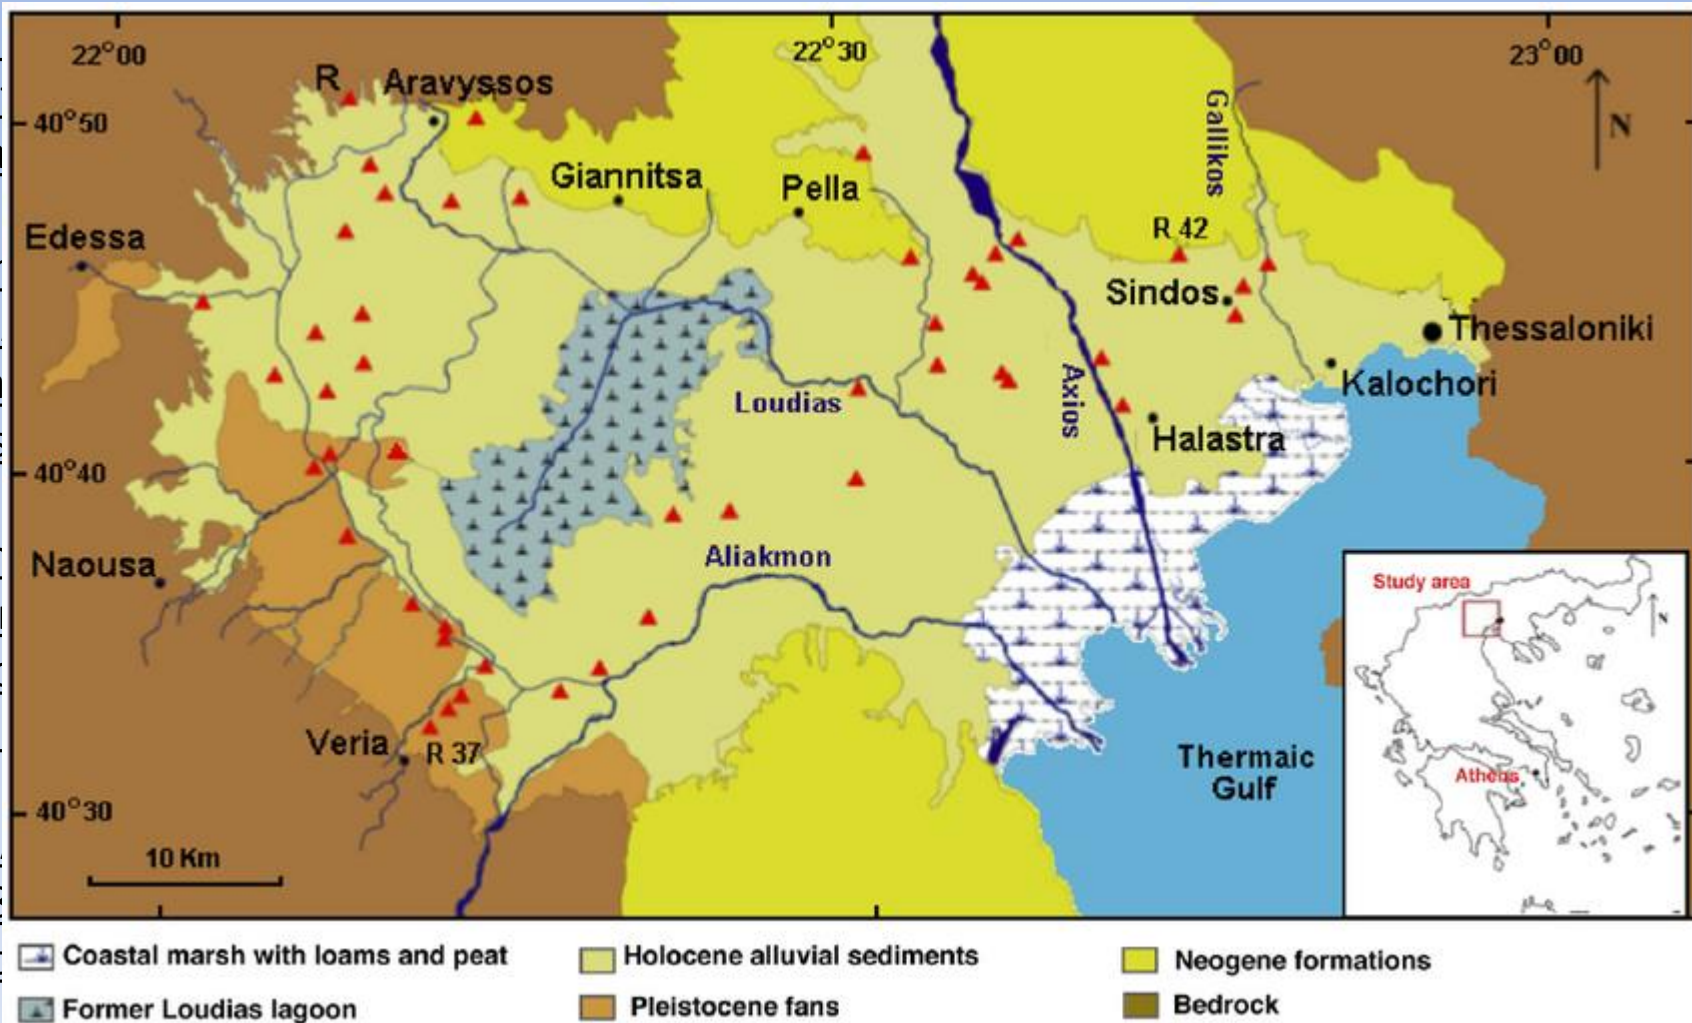 22°00
22°30
23°00
R
Aravyssos
40°50
N
Gallikos
Giannitsa
Pella
Edessa
R 42
Sindos
Thessaloniki
Kalochori
Loudias
Axios
Halastra
40°40
Naousa
Aliakmon
Study area
N
Veria
R 37
Thermaic
Gulf
Athens
40°30
10 Km
Coastal marsh with loams and peat
Holocene alluvial sediments
Neogene formations
Former Loudias lagoon
Pleistocene fans
Bedrock